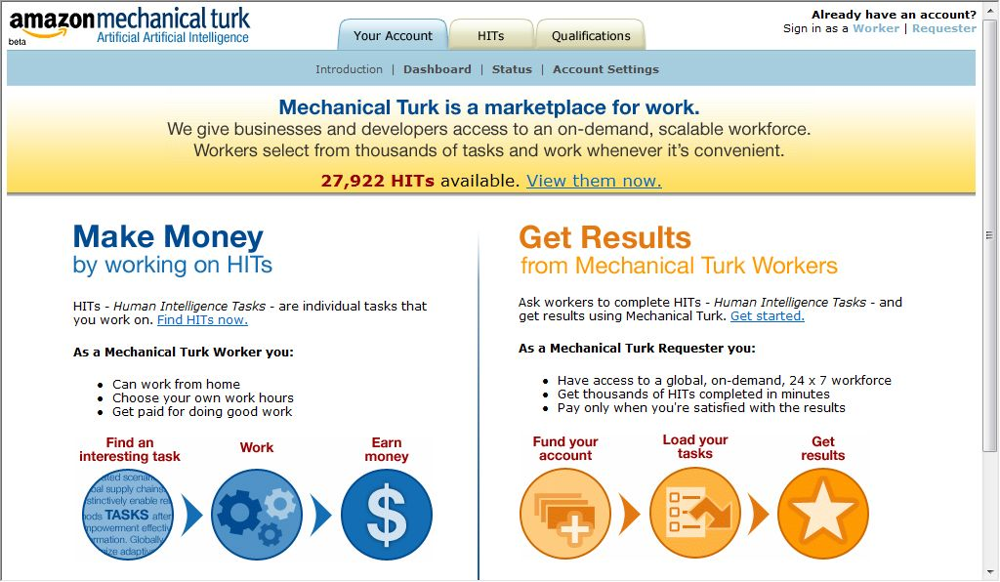 amazonmechanical turk
beta
Artificial Artificial Intelligence
Your Account
HITs
Qualifications
Already have an account?
Sign in as a Worker | Requester
Introduction | Dashboard | Status | Account Settings
Mechanical Turk is a marketplace for work.
We give businesses and developers access to an on-demand, scalable workforce.
Workers select from thousands of tasks and work whenever it's convenient.
27,922 HITs available. View them now.
Make Money
by working on HITs
HITs - Human Intelligence Tasks - are individual tasks that
you work on. Find HITs now.
As a Mechanical Turk Worker you:
• Can work from home
• Choose your own work hours
• Get paid for doing good work
Find an
interesting task
Work
Earn
money
supply chains
TASKS after
$
Get Results
from Mechanical Turk Workers
Ask workers to complete HITs - Human Intelligence Tasks - and
get results using Mechanical Turk. Get started.
As a Mechanical Turk Requester you:
• Have access to a global, on-demand, 24 x 7 workforce
• Get thousands of HITs completed in minutes
• Pay only when you're satisfied with the results
Fund your
account
Load your
tasks
Get
results